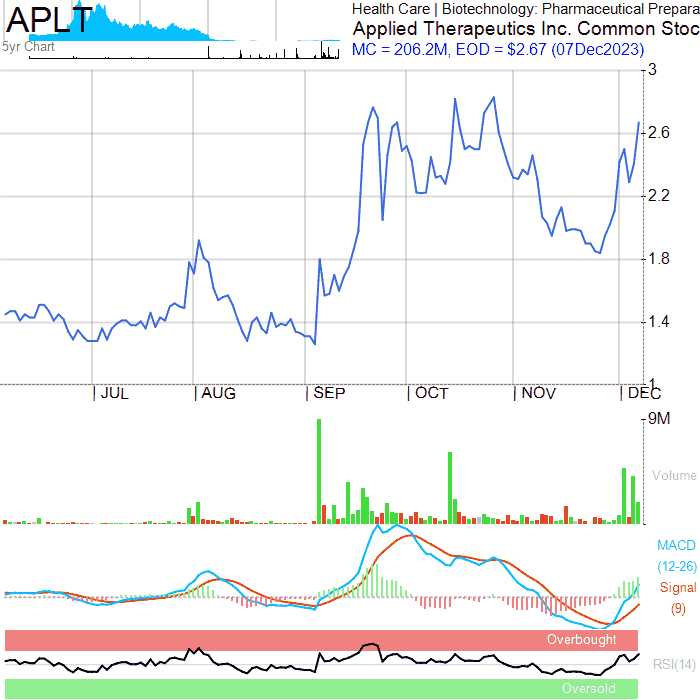 APLT
5yr Chart
Health Care | Biotechnology: Pharmaceutical Prepara
Applied Therapeutics Inc. Common Stoc
MC = 206.2M, EOD = $2.67 (07Dec2023)
3
2.6
2.2
1.8
1.4
1
JUL AUG SEP OCT NOV DEC
9M
Volume
MACD
(12-26)
Signal
(9)
Overbought
RSI(14)
Oversold